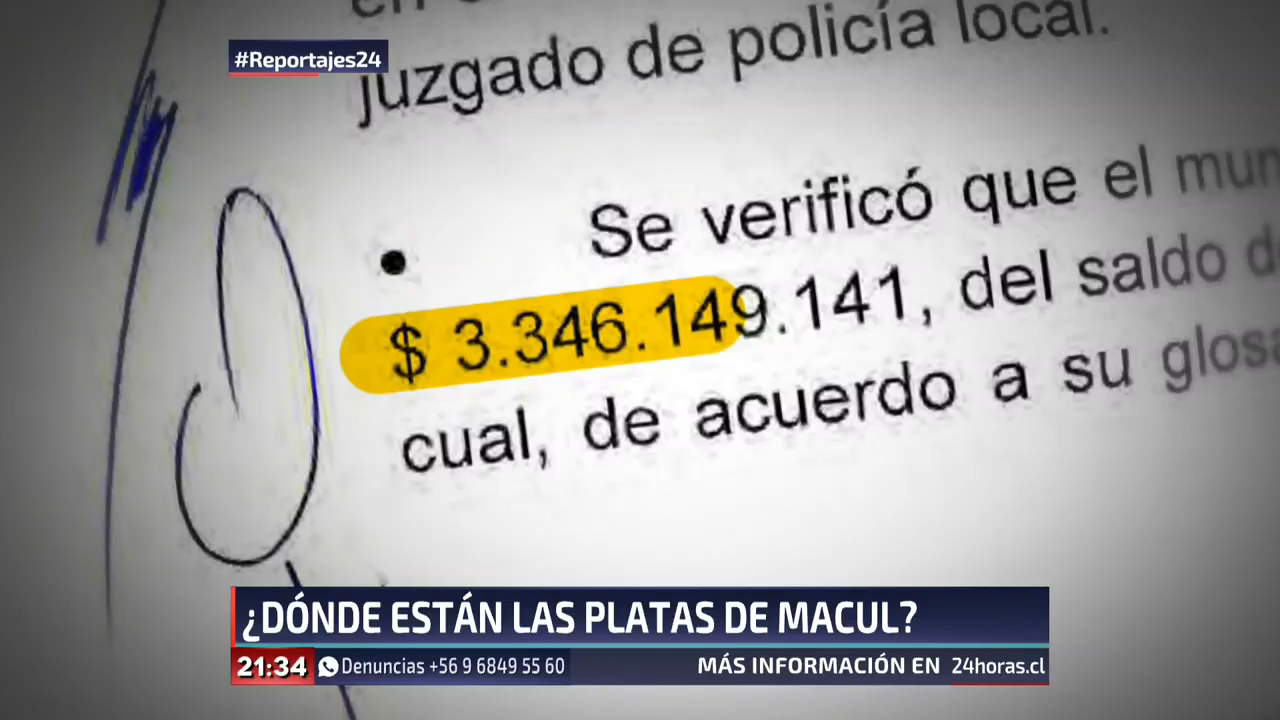 #Reportajes24
juzgado de policía local.
• Se verificó que el
$ 3.346.149.141, del saldo
cual, de acuerdo a su glosa
¿DÓNDE ESTÁN LAS PLATAS DE MACUL?
21:34 Denuncias +56 9 6849 55 60 MÁS INFORMACIÓN EN 24horas.cl